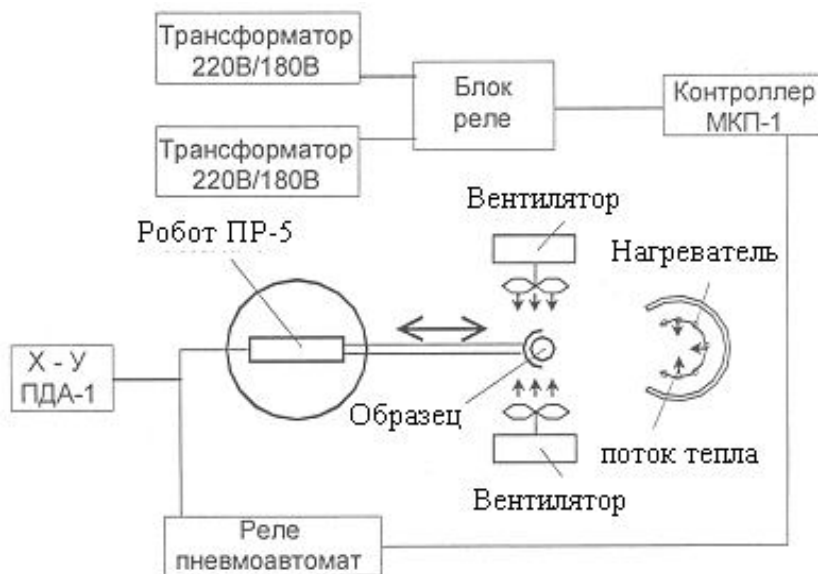 Трансформатор
220В/180В
Блок
реле
Контроллер
МКП-1
Трансформатор
220В/180В
Вентилятор
Робот ПР-5
Нагреватель
Х - У
ПДА-1
Образец
поток тепла
Вентилятор
Реле
пневмоавтомат